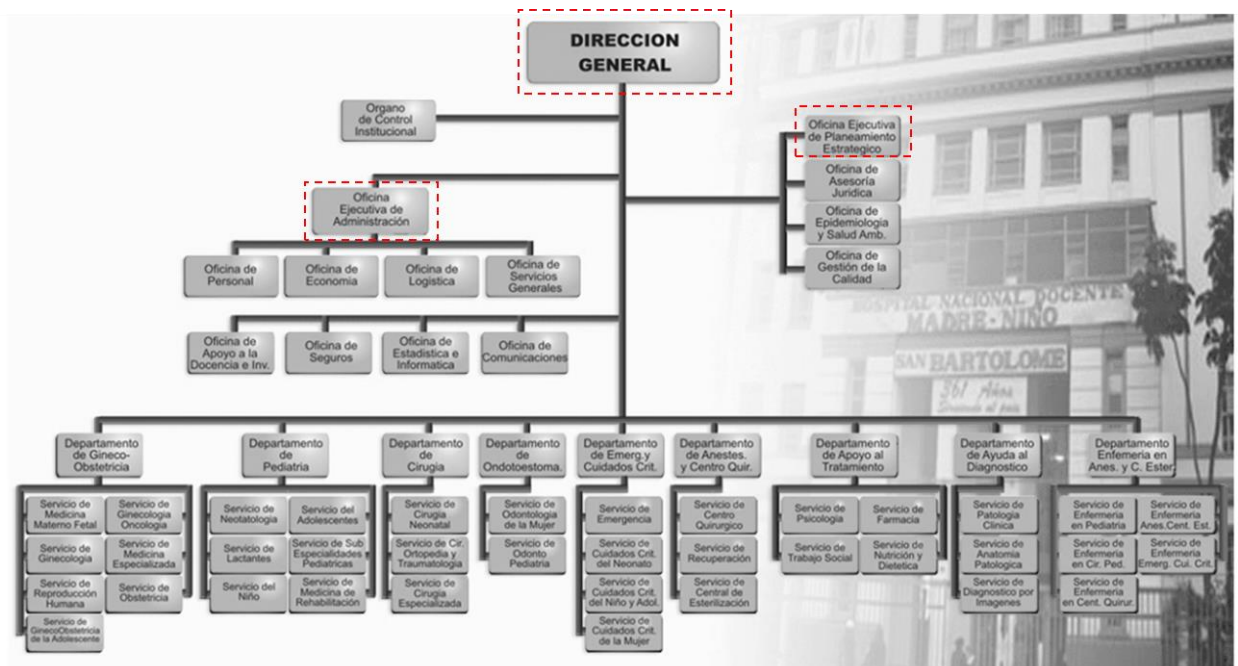 DIRECCION
GENERAL
Organo
de Control
Institucional
Oficina Ejecutiva
de Planeamiento
Estrategico
Oficina de
Asesoría
Juridica
Oficina de
Epidemiologia
y Salud Amb.
Oficina de
Gestión de la
Calidad
Oficina
Ejecutiva de
Administración
Oficina de
Personal
Oficina de
Economia
Oficina de
Logistica
Oficina de
Servicios
Generales
Oficina de
Apoyo a la
Docencia e Inv.
Oficina de
Seguros
Oficina de
Estadistica e
Informatica
Oficina de
Comunicaciones
HOSPITAL NACIONAL DOCENTE
MADRE-NIÑO
SAN BARTOLOME
361 Años
Departamento
de Gineco-
Obstetricia
Departamento
de
Pediatria
Departamento
de
Cirugia
Departamento
de
Ondotoestoma.
Departamento
de Emerg.y
Cuidados Crit.
Departamento
de Anestes.
y Centro Quir.
Departamento
de Apoyo al
Tratamiento
Departamento
de Ayuda al
Diagnostico
Departamento
Enfermeria en
Anes. y C. Ester.
Servicio de
Medicina
Materno Fetal
Servicio de
Ginecologia
Oncologia
Servicio de
Ginecologia
Servicio de
Medicina
Especializada
Servicio de
Reproducción
Humana
Servicio de
Obstetricia
Servicio de
GinecoObstetricia
de la Adolescente
Servicio de
Neotatologia
Servicio del
Adolescentes
Servicio de
Lactantes
Servicio de Sub
Especialidades
Pediatricas
Servicio del
Niño
Servicio de
Medicina de
Rehabilitación
Servicio de
Cirugia
Neonatal
Servicio de Cir.
Ortopedia y
Traumatologia
Servicio de
Cirugia
Especializada
Servicio de
Odontologia
de la Mujer
Servicio de
Odonto
Pediatria
Servicio de
Emergencia
Servicio de
Cuidados Crit.
del Neonato
Servicio de
Cuidados Crit.
del Niño y Adol.
Servicio de
Cuidados Crit.
de la Mujer
Servicio de
Centro
Quirurgico
Servicio de
Recuperación
Servicio de
Central de
Esterilización
Servicio de
Psicologia
Servicio de
Farmacia
Servicio de
Trabajo Social
Servicio de
Nutrición y
Dietetica
Servicio de
Patologia
Clinica
Servicio de
Anatomia
Patologica
Servicio de
Diagnostico por
Imagenes
Servicio de
Enfermeria
en Pediatria
Servicio de
Enfermeria
Anes.Cent. Est.
Servicio de
Enfermeria
en Cir. Ped.
Servicio de
Enfermeria
Emerg. Cui. Crit.
Servicio de
Enfermeria
en Cent. Quirur.